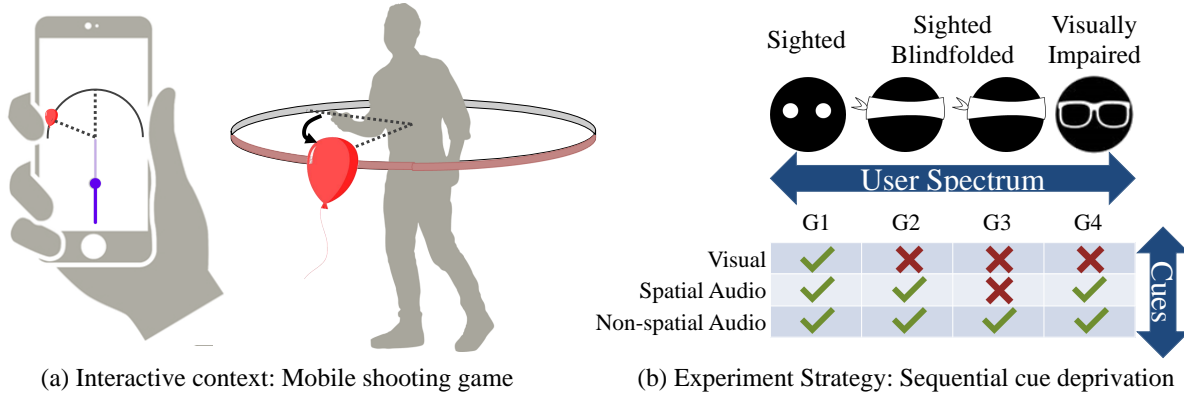 Sighted
Sighted
Blindfolded
Visually
Impaired
User Spectrum
G1 G2 G3 G4
Visual
Spatial Audio
Non-spatial Audio
Cues
(a) Interactive context: Mobile shooting game
(b) Experiment Strategy: Sequential cue deprivation